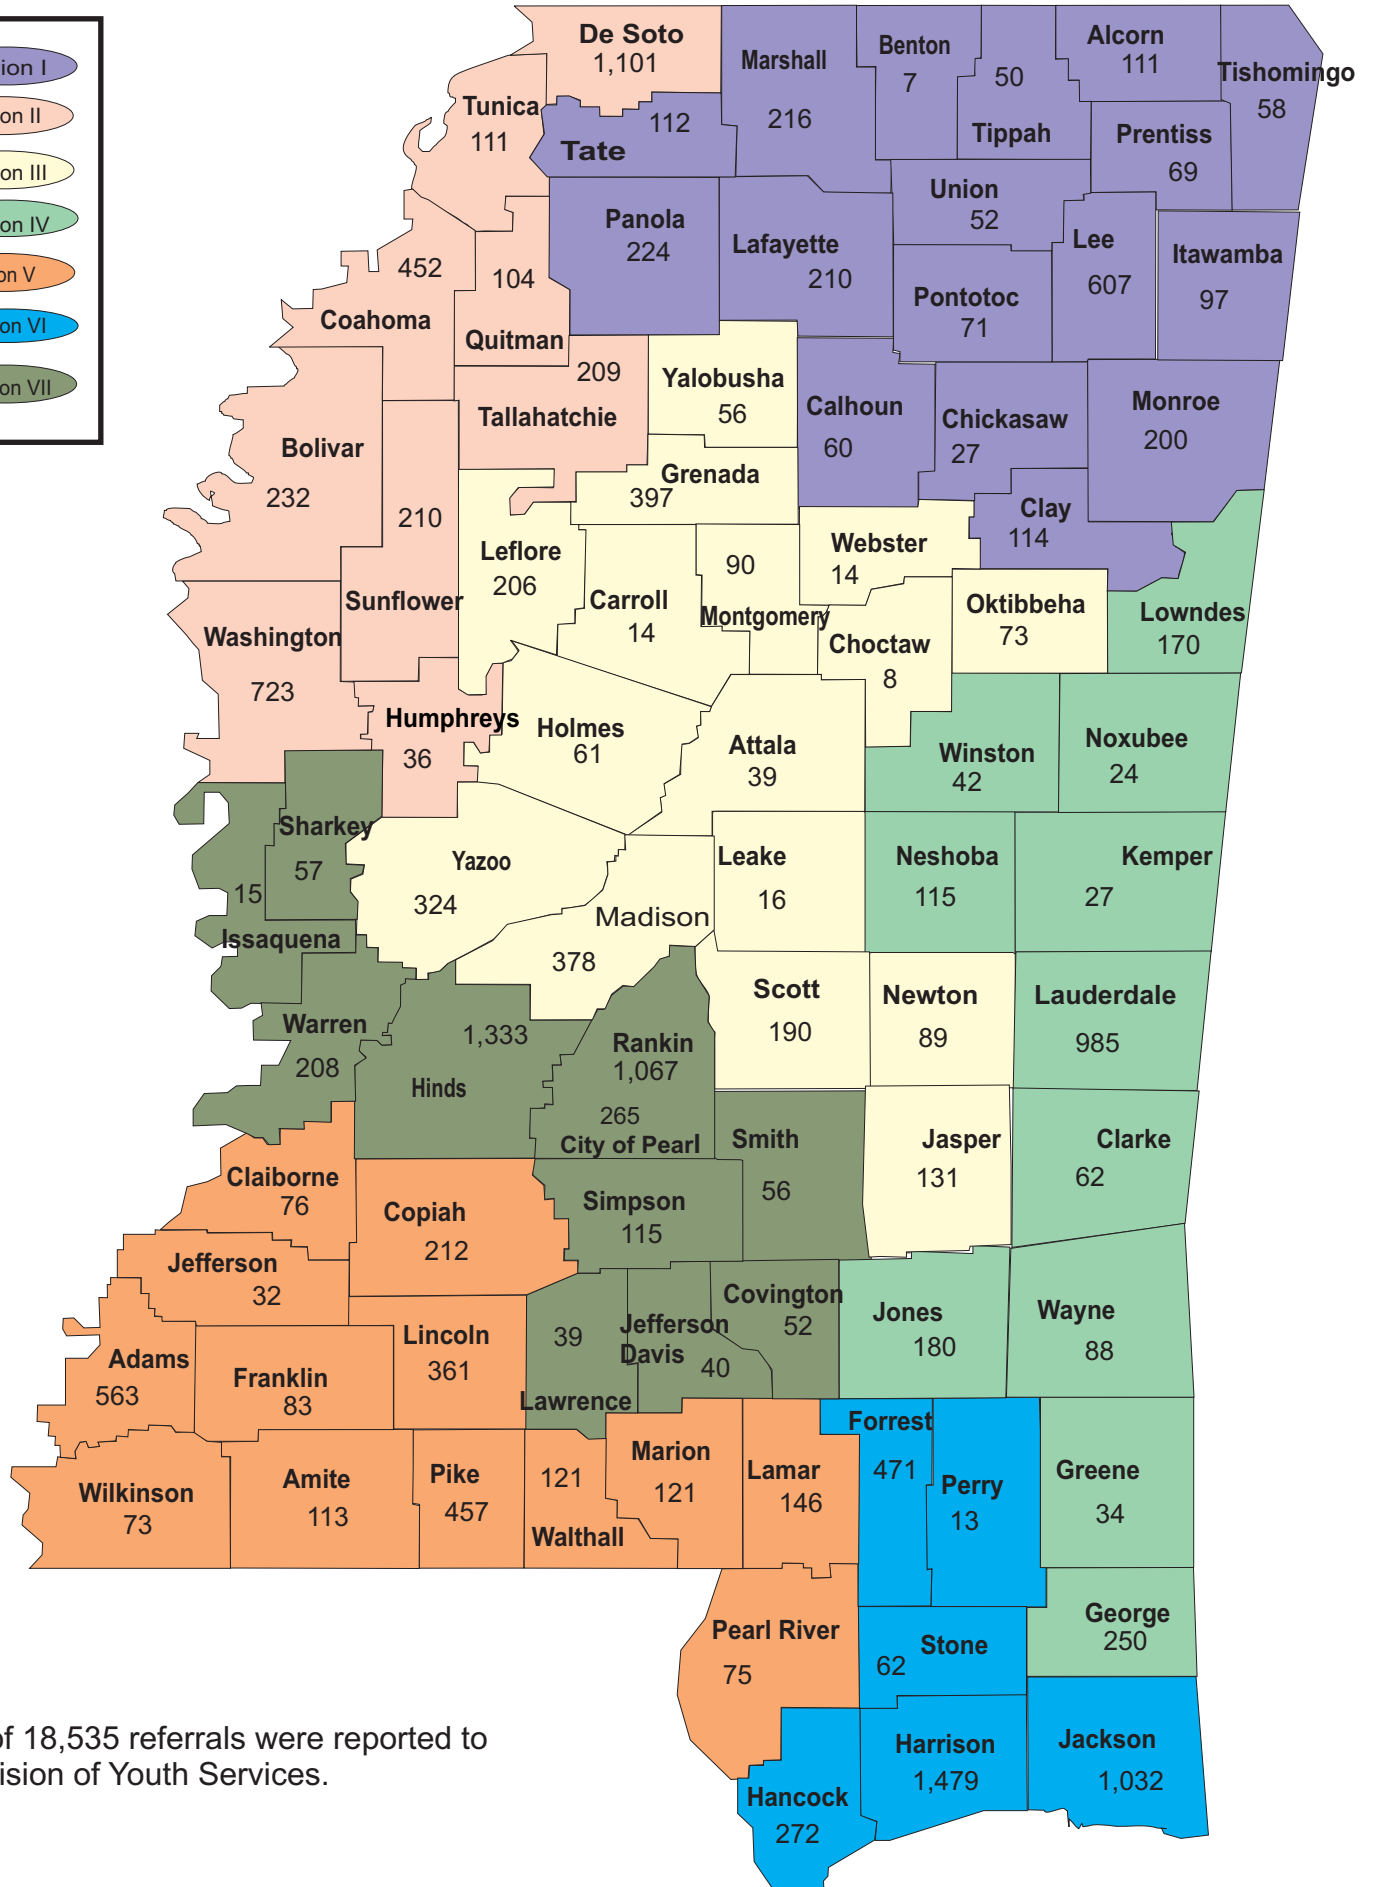 ion I
on II
on III
on IV
on V
on VI
on VII
De Soto
1,101
Marshall
216
Benton
7
50
Tippah
Alcorn
111
Tishomingo
58
Tunica
111
112
Tate
Prentiss
69
Union
52
Panola
224
Lafayette
210
Lee
607
Itawamba
97
Pontotoc
71
452
Coahoma
104
Quitman
209
Tallahatchie
Yalobusha
56
Calhoun
60
Chickasaw
27
Monroe
200
Bolivar
232
210
Sunflower
Grenada
397
Clay
114
Leflore
206
Carroll
14
90
Montgomery
Webster
14
Choctaw
8
Oktibbeha
73
Lowndes
170
Washington
723
Humphreys
36
Holmes
61
Attala
39
Winston
42
Noxubee
24
Sharkey
57
15
Issaquena
Yazoo
324
Madison
378
Leake
16
Neshoba
115
Kemper
27
Warren
208
1,333
Hinds
Rankin
1,067
265
City of Pearl
Scott
190
Newton
89
Lauderdale
985
Smith
56
Jasper
131
Clarke
62
Claiborne
76
Copiah
212
Simpson
115
Jefferson
32
Adams
563
Franklin
83
Lincoln
361
39
Lawrence
Jefferson
Davis
40
Covington
52
Jones
180
Wayne
88
Wilkinson
73
Amite
113
Pike
457
121
Walthall
Marion
121
Lamar
146
Forrest
471
Perry
13
Greene
34
Pearl River
75
62
Stone
George
250
Hancock
272
Harrison
1,479
Jackson
1,032
of 18,535 referrals were reported to
ision of Youth Services.